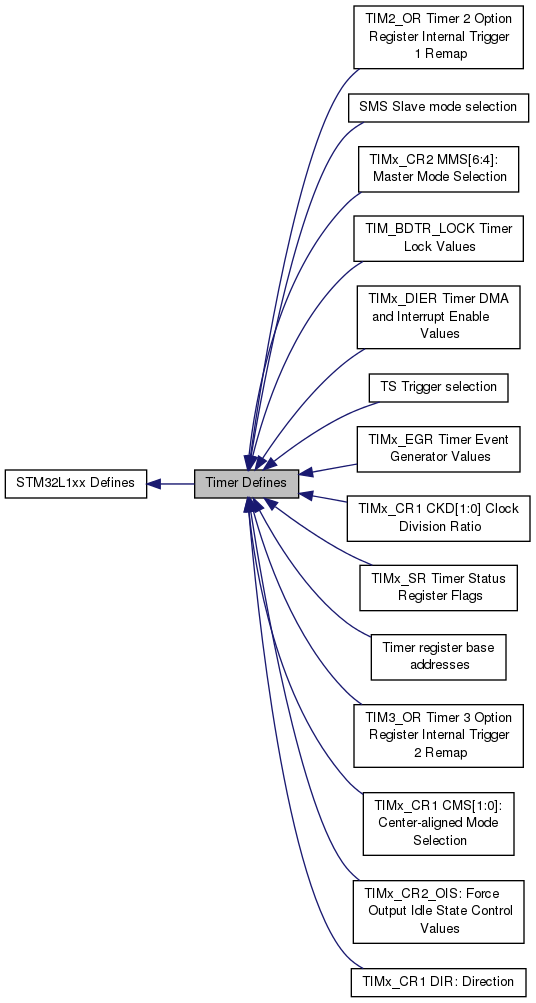 TIM2_OR Timer 2 Option
Register Internal Trigger
1 Remap
SMS Slave mode selection
TIMx_CR2 MMS[6:4]:
Master Mode Selection
TIM_BDTR_LOCK Timer
Lock Values
TIMx_DIER Timer DMA
and Interrupt Enable
Values
TS Trigger selection
TIMx_EGR Timer Event
Generator Values
STM32L1xx Defines
Timer Defines
TIMx_CR1 CKD[1:0] Clock
Division Ratio
TIMx_SR Timer Status
Register Flags
Timer register base
addresses
TIM3_OR Timer 3 Option
Register Internal Trigger
2 Remap
TIMx_CR1 CMS[1:0]:
Center-aligned Mode
Selection
TIMx_CR2_OIS: Force
Output Idle State Control
Values
TIMx_CR1 DIR: Direction